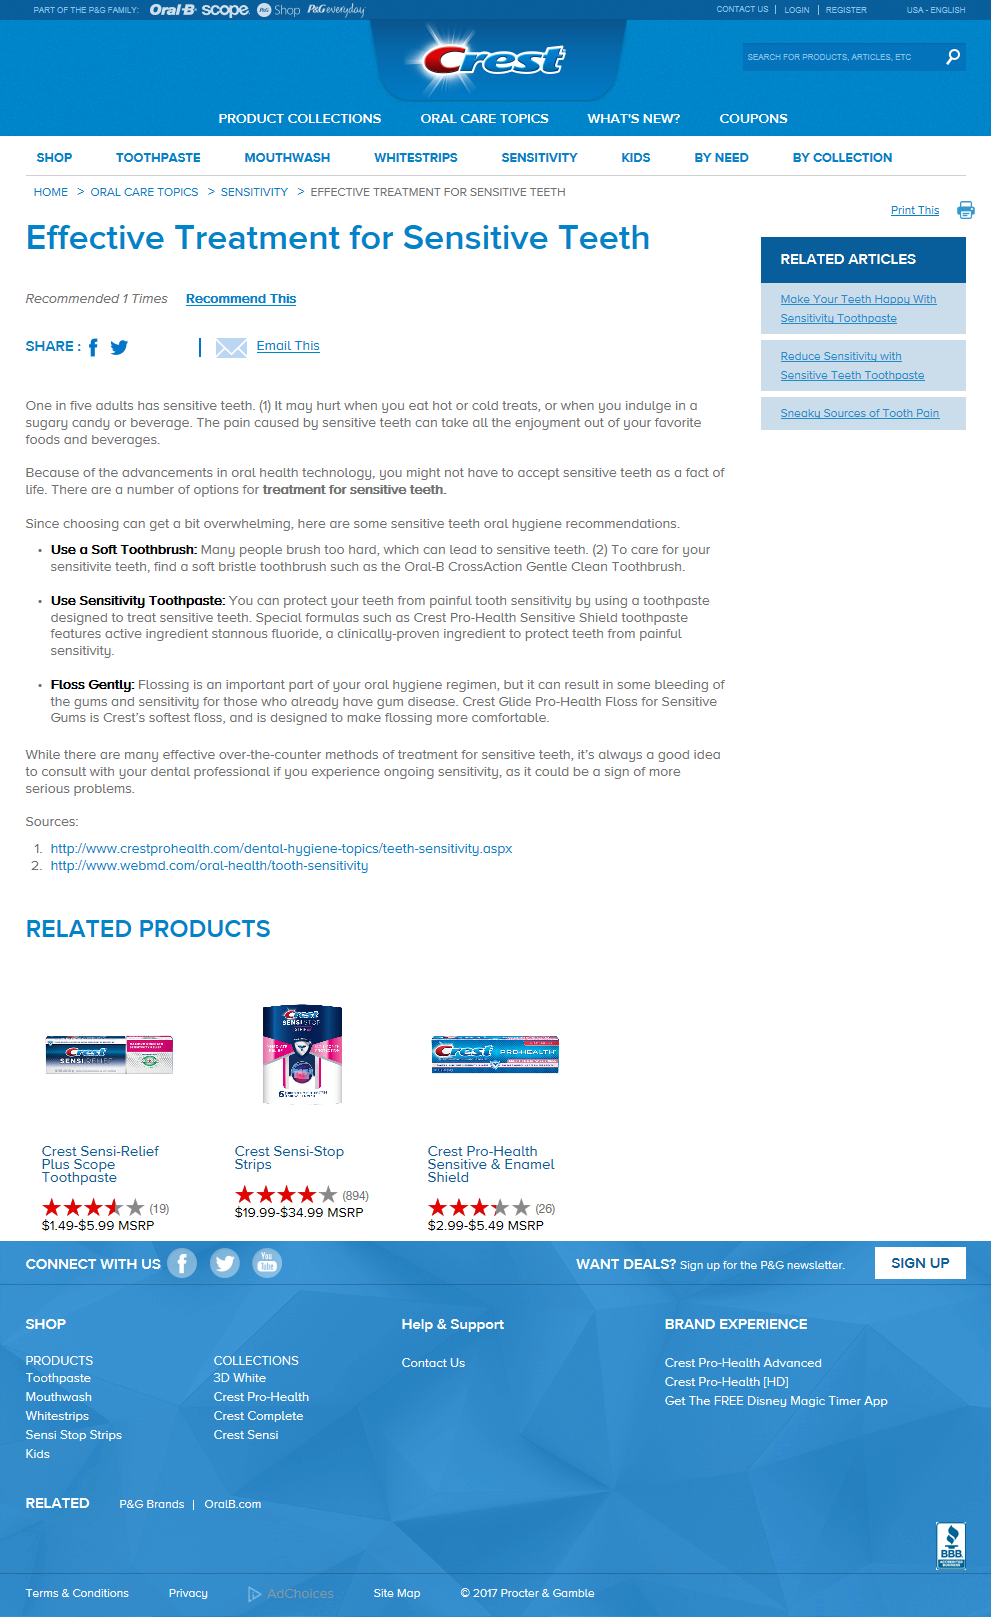 PART OF THE P&G FAMILY: Oral-B scope P&G Shop P&G everyday
CONTACT US | LOGIN | REGISTER USA - ENGLISH
Crest
SEARCH FOR PRODUCTS, ARTICLES, ETC
PRODUCT COLLECTIONS ORAL CARE TOPICS WHAT'S NEW? COUPONS
SHOP TOOTHPASTE MOUTHWASH WHITESTRIPS SENSITIVITY KIDS BY NEED BY COLLECTION
HOME > ORAL CARE TOPICS > SENSITIVITY > EFFECTIVE TREATMENT FOR SENSITIVE TEETH
Print This
Effective Treatment for Sensitive Teeth
Recommended 1 Times Recommend This
SHARE : | Email This
RELATED ARTICLES
Make Your Teeth Happy With
Sensitivity Toothpaste
Reduce Sensitivity with
Sensitive Teeth Toothpaste
Sneaky Sources of Tooth Pain
One in five adults has sensitive teeth. (1) It may hurt when you eat hot or cold treats, or when you indulge in a
sugary candy or beverage. The pain caused by sensitive teeth can take all the enjoyment out of your favorite
foods and beverages.
Because of the advancements in oral health technology, you might not have to accept sensitive teeth as a fact of
life. There are a number of options for treatment for sensitive teeth.
Since choosing can get a bit overwhelming, here are some sensitive teeth oral hygiene recommendations.
• Use a Soft Toothbrush: Many people brush too hard, which can lead to sensitive teeth. (2) To care for your
sensitivite teeth, find a soft bristle toothbrush such as the Oral-B CrossAction Gentle Clean Toothbrush.
• Use Sensitivity Toothpaste: You can protect your teeth from painful tooth sensitivity by using a toothpaste
designed to treat sensitive teeth. Special formulas such as Crest Pro-Health Sensitive Shield toothpaste
features active ingredient stannous fluoride, a clinically-proven ingredient to protect teeth from painful
sensitivity.
• Floss Gently: Flossing is an important part of your oral hygiene regimen, but it can result in some bleeding of
the gums and sensitivity for those who already have gum disease. Crest Glide Pro-Health Floss for Sensitive
Gums is Crest's softest floss, and is designed to make flossing more comfortable.
While there are many effective over-the-counter methods of treatment for sensitive teeth, it's always a good idea
to consult with your dental professional if you experience ongoing sensitivity, as it could be a sign of more
serious problems.
Sources:
1. http://www.crestprohealth.com/dental-hygiene-topics/teeth-sensitivity.aspx
2. http://www.webmd.com/oral-health/tooth-sensitivity
RELATED PRODUCTS
Crest
SENSI RELIEF
Crest
SENSI-STOP
STRIPS
Crest PRO-HEALTH
Crest Sensi-Relief
Plus Scope
Toothpaste
(19)
$1.49-$5.99 MSRP
Crest Sensi-Stop
Strips
(894)
$19.99-$34.99 MSRP
Crest Pro-Health
Sensitive & Enamel
Shield
(26)
$2.99-$5.49 MSRP
CONNECT WITH US You Tube
WANT DEALS? Sign up for the P&G newsletter. SIGN UP
SHOP
PRODUCTS
Toothpaste
Mouthwash
Whitestrips
Sensi Stop Strips
Kids
COLLECTIONS
3D White
Crest Pro-Health
Crest Complete
Crest Sensi
Help & Support
Contact Us
BRAND EXPERIENCE
Crest Pro-Health Advanced
Crest Pro-Health [HD]
Get The FREE Disney Magic Timer App
RELATED P&G Brands | OralB.com
BBB
ACCREDITED
BUSINESS
Terms & Conditions Privacy AdChoices Site Map © 2017 Procter & Gamble